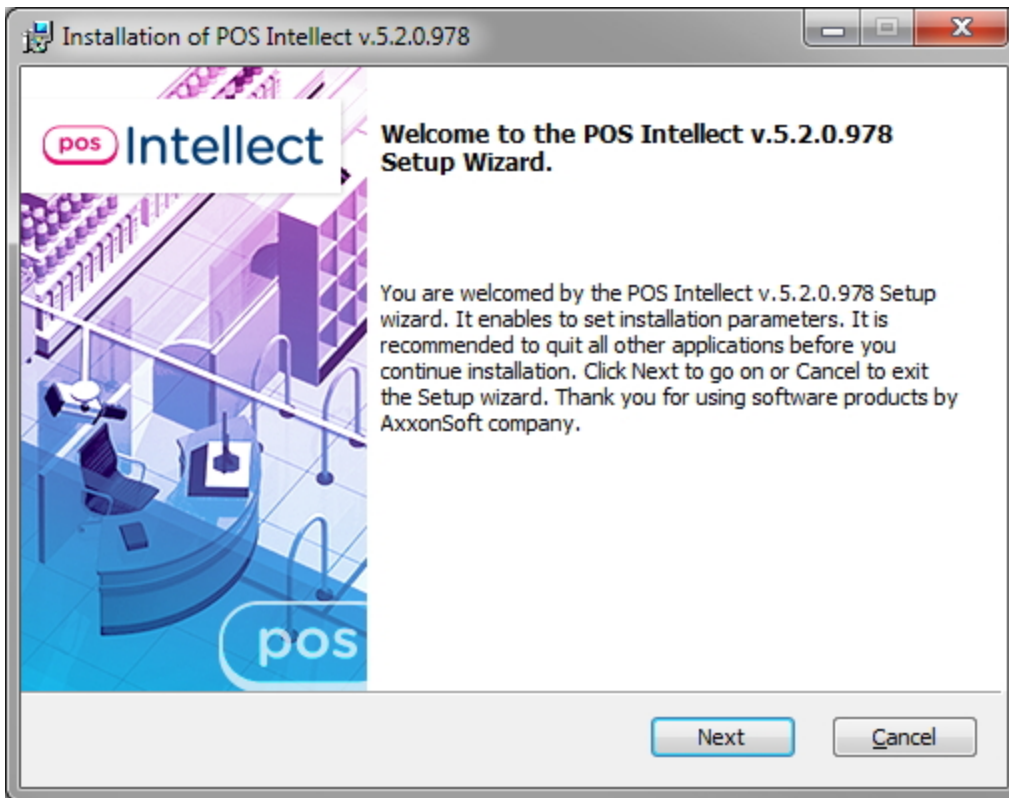 Installation of POS Intellect v.5.2.0.978
pos Intellect
Welcome to the POS Intellect v.5.2.0.978
Setup Wizard.
You are welcomed by the POS Intellect v.5.2.0.978 Setup
wizard. It enables to set installation parameters. It is
recommended to quit all other applications before you
continue installation. Click Next to go on or Cancel to exit
the Setup wizard. Thank you for using software products by
AxxonSoft company.
pos
Next
Cancel